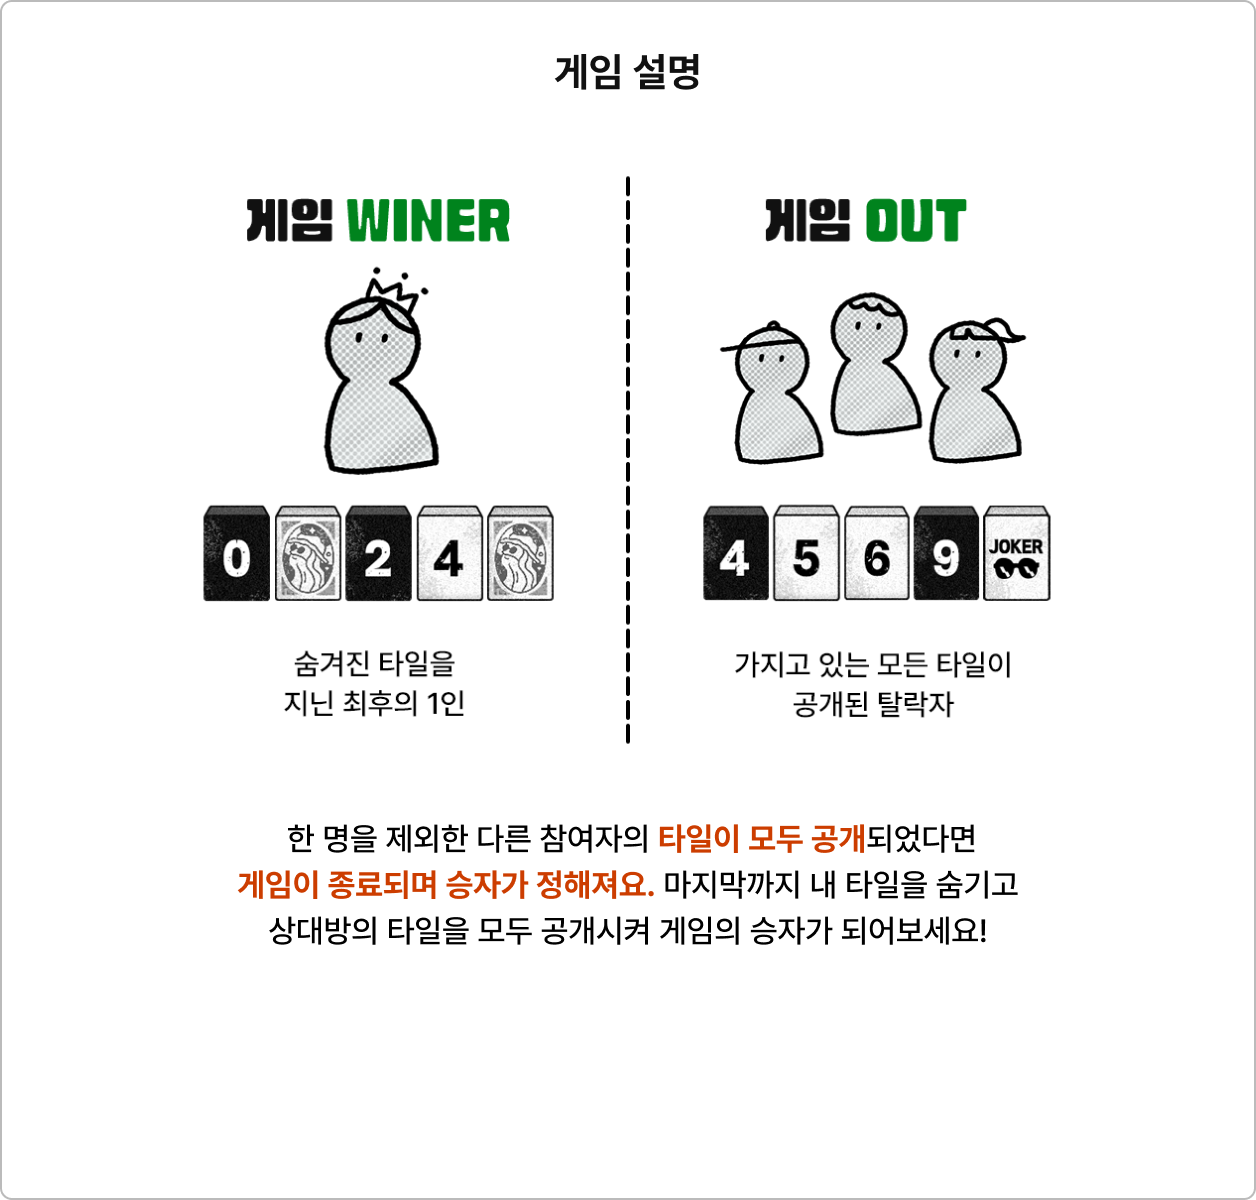 게임 설명
게임 WINER
0 2 4
숨겨진 타일을
지닌 최후의 1인
게임 OUT
4 5 6 9 JOKER
가지고 있는 모든 타일이
공개된 탈락자
한 명을 제외한 다른 참여자의 타일이 모두 공개되었다면
게임이 종료되며 승자가 정해져요. 마지막까지 내 타일을 숨기고
상대방의 타일을 모두 공개시켜 게임의 승자가 되어보세요!